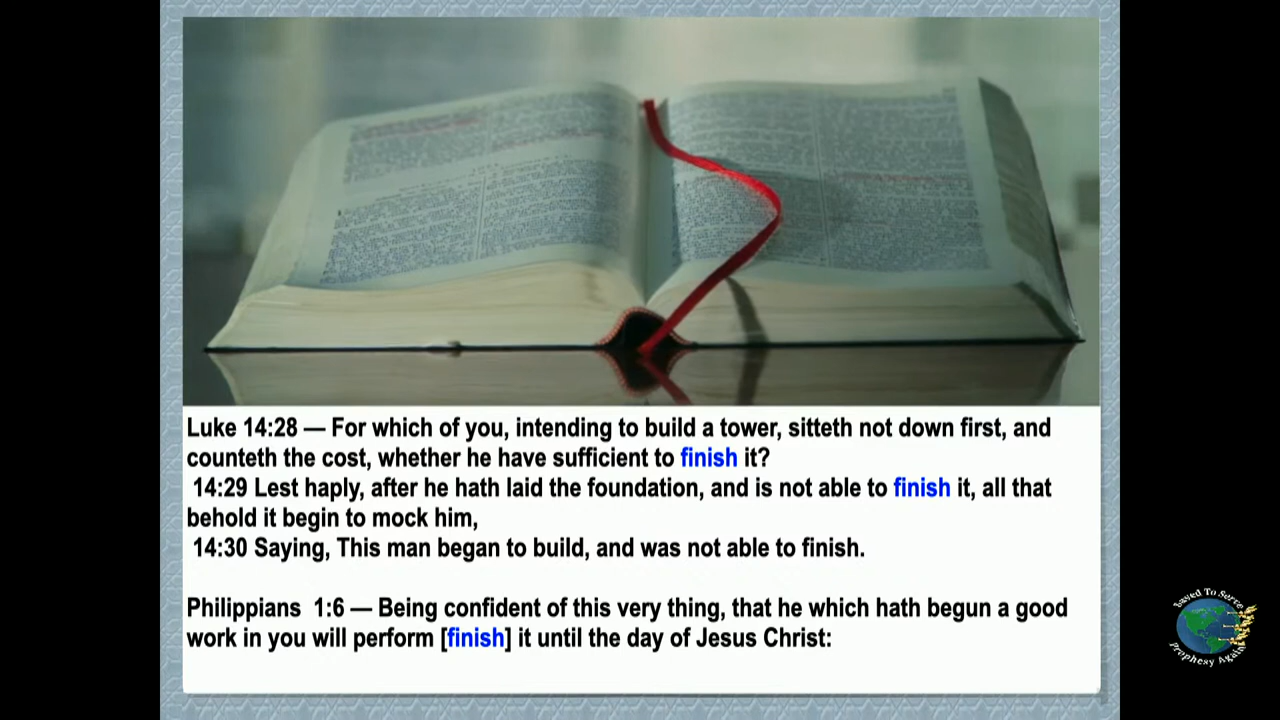 Luke 14:28 — For which of you, intending to build a tower, sitteth not down first, and
counteth the cost, whether he have sufficient to finish it?
14:29 Lest haply, after he hath laid the foundation, and is not able to finish it, all that
behold it begin to mock him,
14:30 Saying, This man began to build, and was not able to finish.
Philippians 1:6 — Being confident of this very thing, that he which hath begun a good
work in you will perform [finish] it until the day of Jesus Christ:
To Serve
Prophesy Again